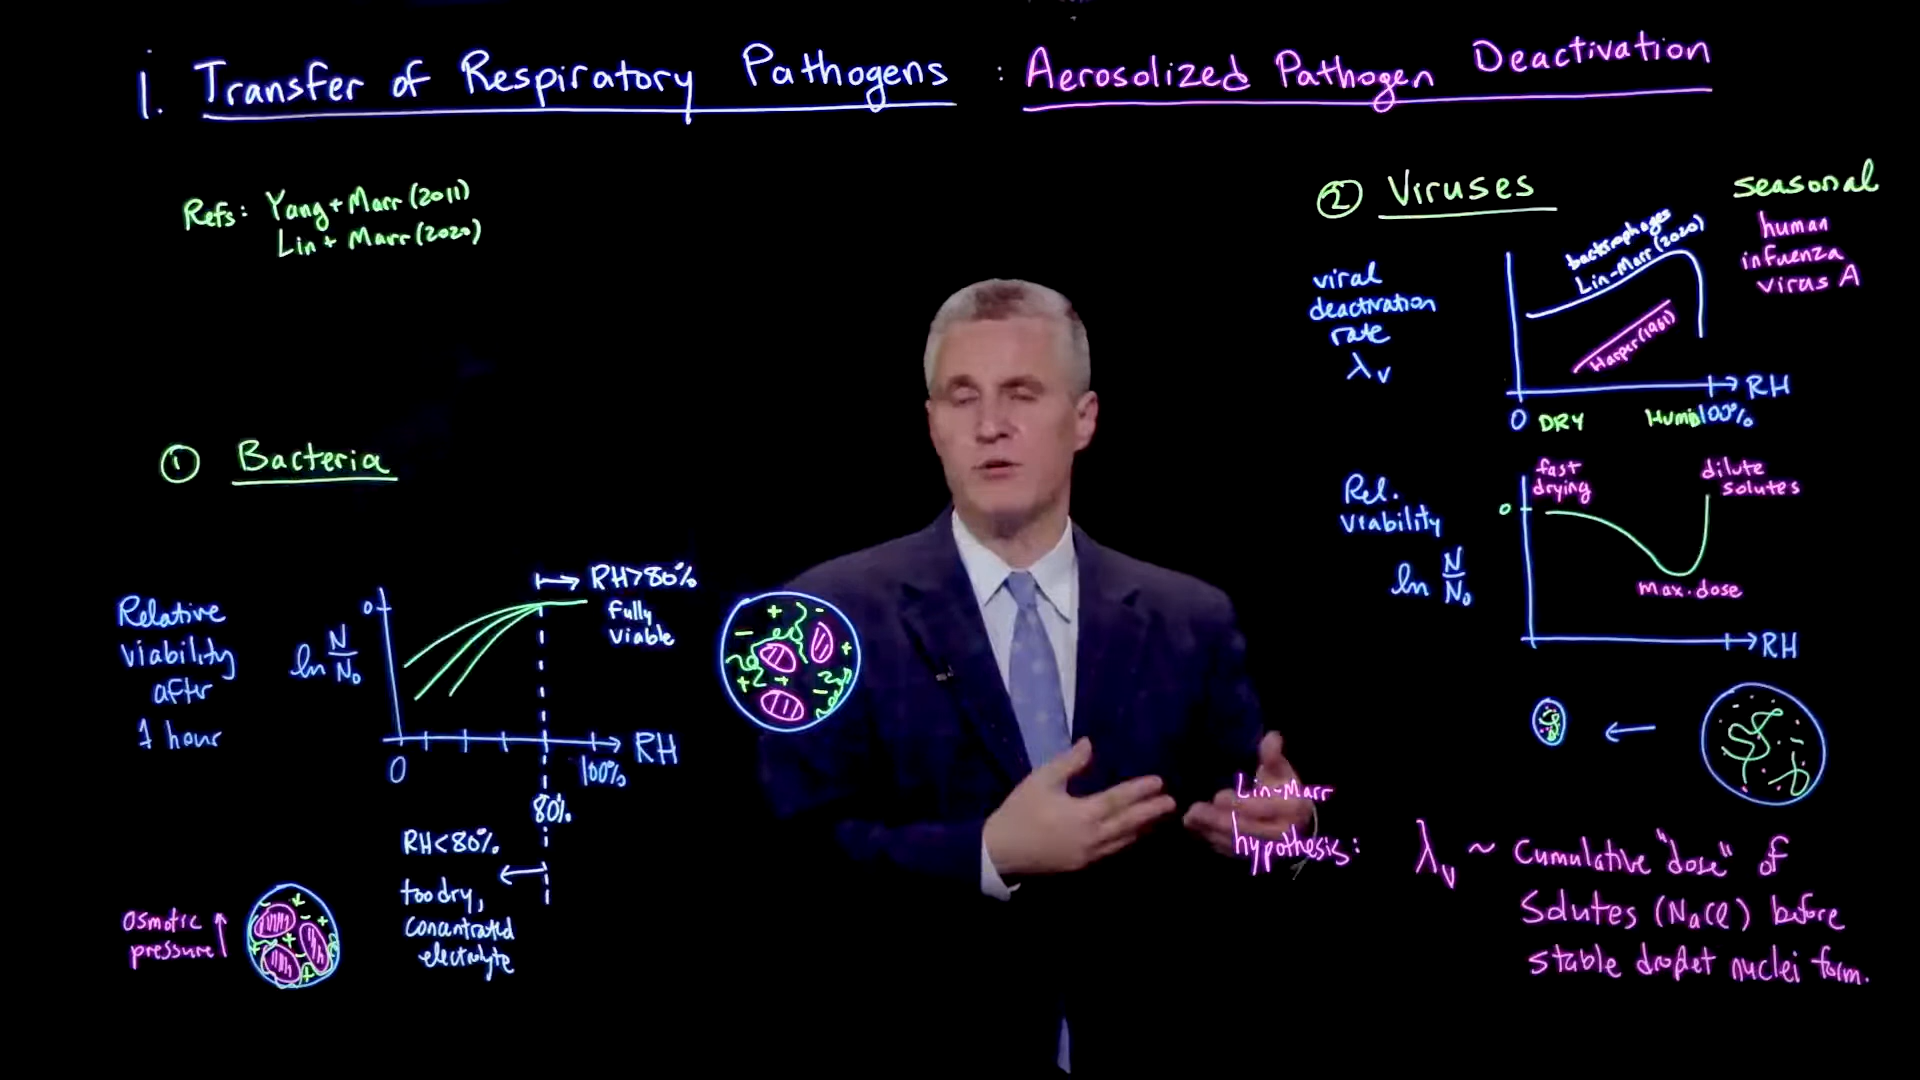 1. Transfer of Respiratory Pathogens : Aerosolized Pathogen Deactivation
Refs: Yang + Marr (2011)
Lin + Marr (2020)
① Bacteria
Relative
viability
after
1 hour
ln N/N₀
0
RH>80%
fully
viable
0
100%
RH
80%
RH<80%
too dry,
concantrated
electrolyte
osmotic
pressure ↑
② Viruses
seasonal
human
infuenza
virus A
viral
deactivation
rate
λv
bacteriophages
Lin-Marr (2020)
Harper (1961)
RH
0 DRY Humid 100%
fast
drying
dilute
solutes
Rel.
viability
ln N/N₀
0
max. dose
RH
Lin-Marr
hypothesis: λv ~ Cumulative "dose" of
Solutes (NaCl) before
stable droplet nuclei form.